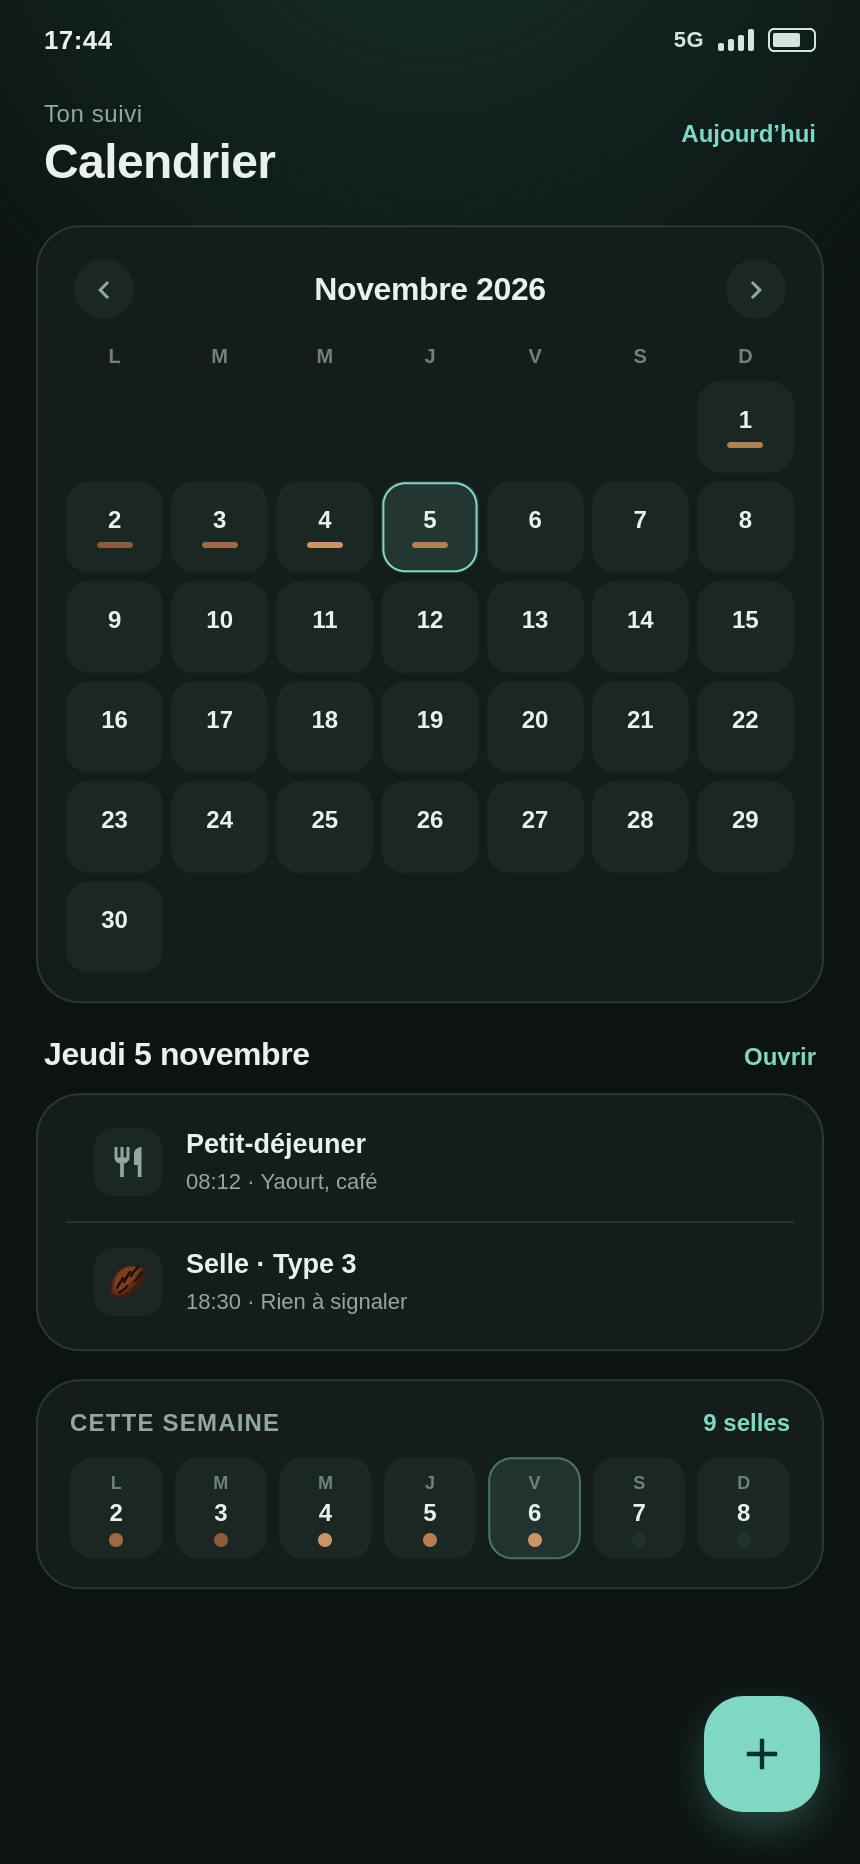 17:44
5G
Ton suivi
Calendrier
Aujourd’hui
Novembre 2026
L M M J V S D
1
2 3 4 5 6 7 8
9 10 11 12 13 14 15
16 17 18 19 20 21 22
23 24 25 26 27 28 29
30
Jeudi 5 novembre
Ouvrir
Petit-déjeuner
08:12 · Yaourt, café
Selle · Type 3
18:30 · Rien à signaler
CETTE SEMAINE
9 selles
L M M J V S D
2 3 4 5 6 7 8